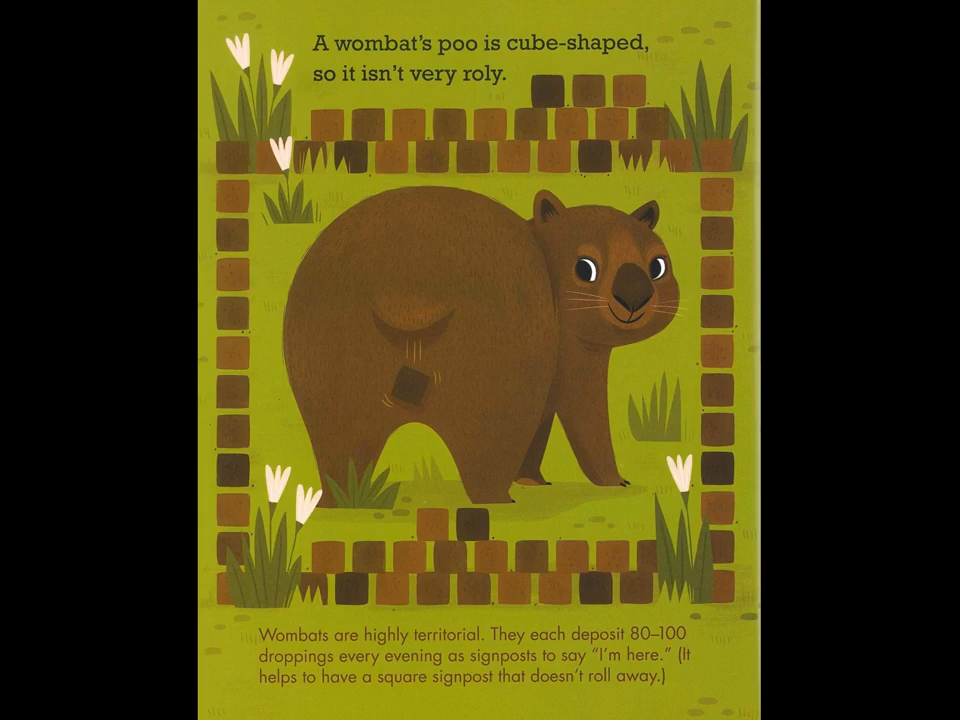 A wombat's poo is cube-shaped,
so it isn't very roly.
Wombats are highly territorial. They each deposit 80–100
droppings every evening as signposts to say “I'm here.” (It
helps to have a square signpost that doesn't roll away.)